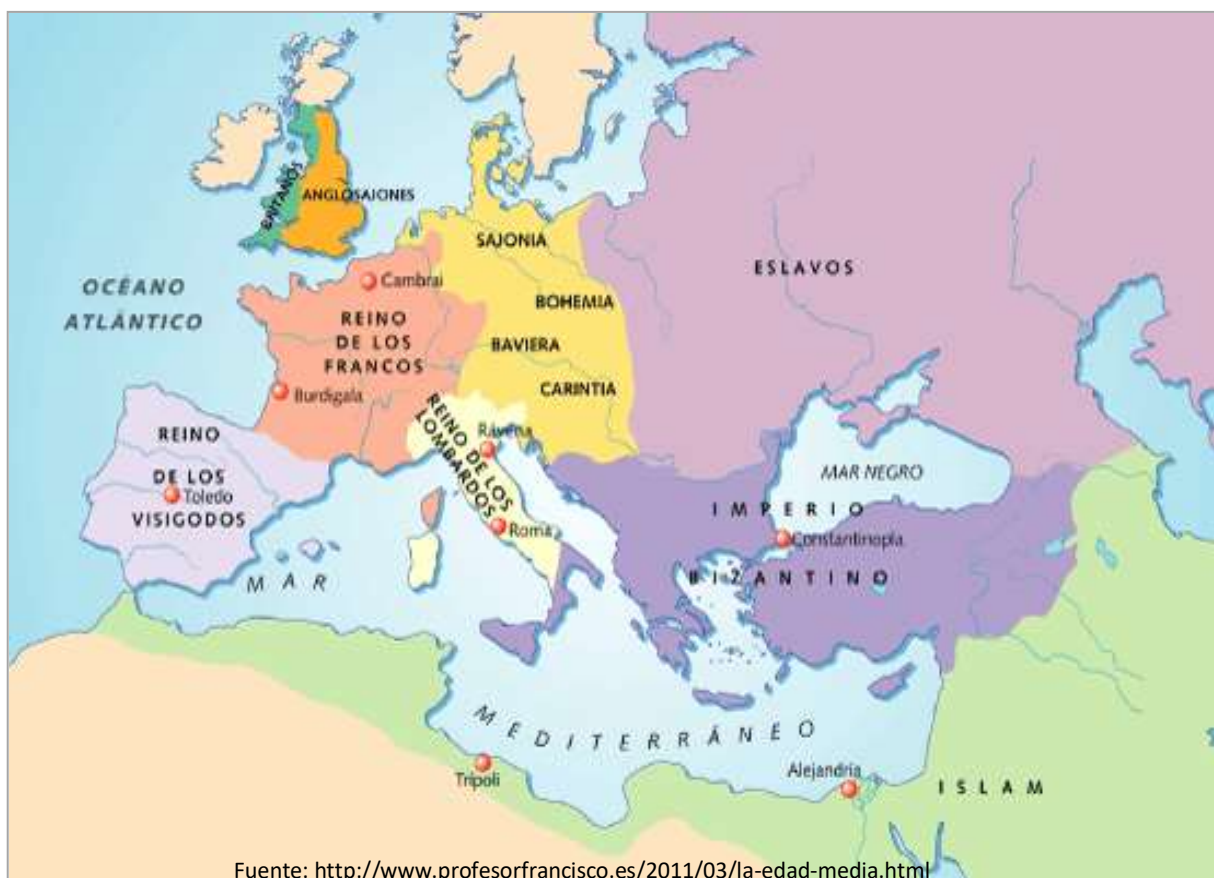 BRITANOS
ANGLOSAJONES
SAJONIA
ESLAVOS
OCÉANO
ATLÁNTICO
Cambrai
BOHEMIA
REINO
DE LOS
FRANCOS
BAVIERA
CARINTIA
Burdigala
REINO DE LOS
LOMBARDOS
Rávena
REINO
DE LOS
Toledo
VISIGODOS
MAR NEGRO
IMPERIO
Roma
Constantinopla
BIZANTINO
MAR
MEDITERRÁNEO
Trípoli
Alejandría
ISLAM
Fuente: http://www.profesorfrancisco.es/2011/03/la-edad-media.html